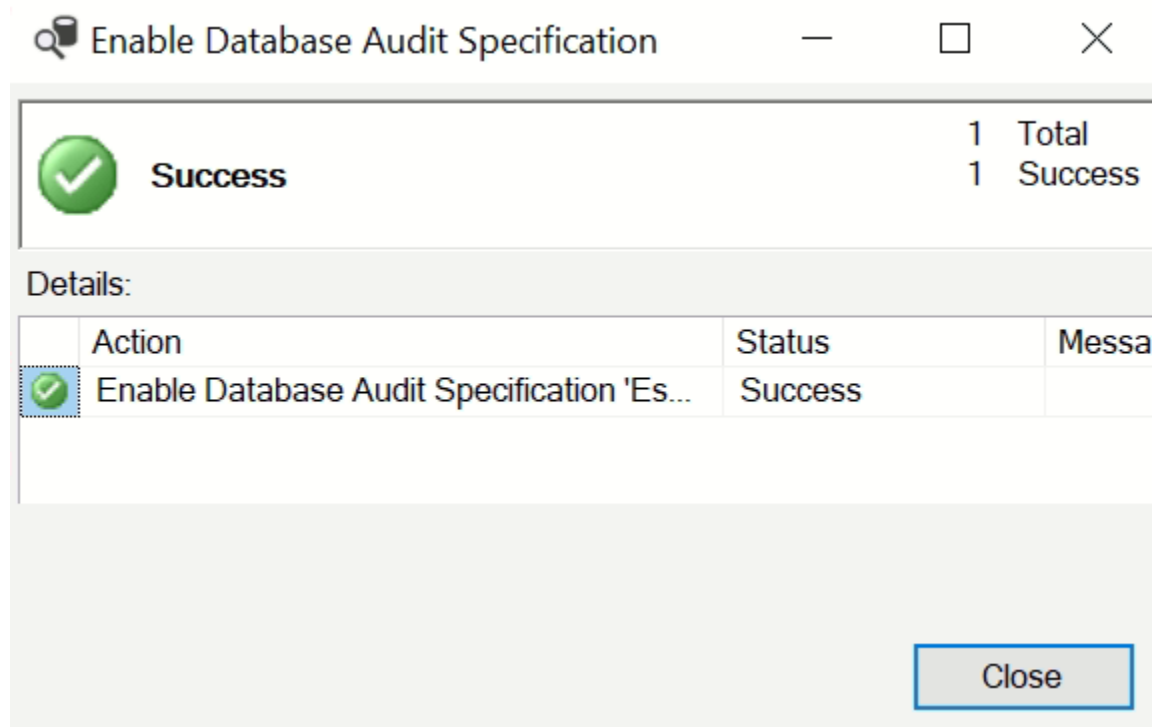 Enable Database Audit Specification
1 Total
Success
1 Success
Details:
Action Status Messa
Enable Database Audit Specification 'Es... Success
Close